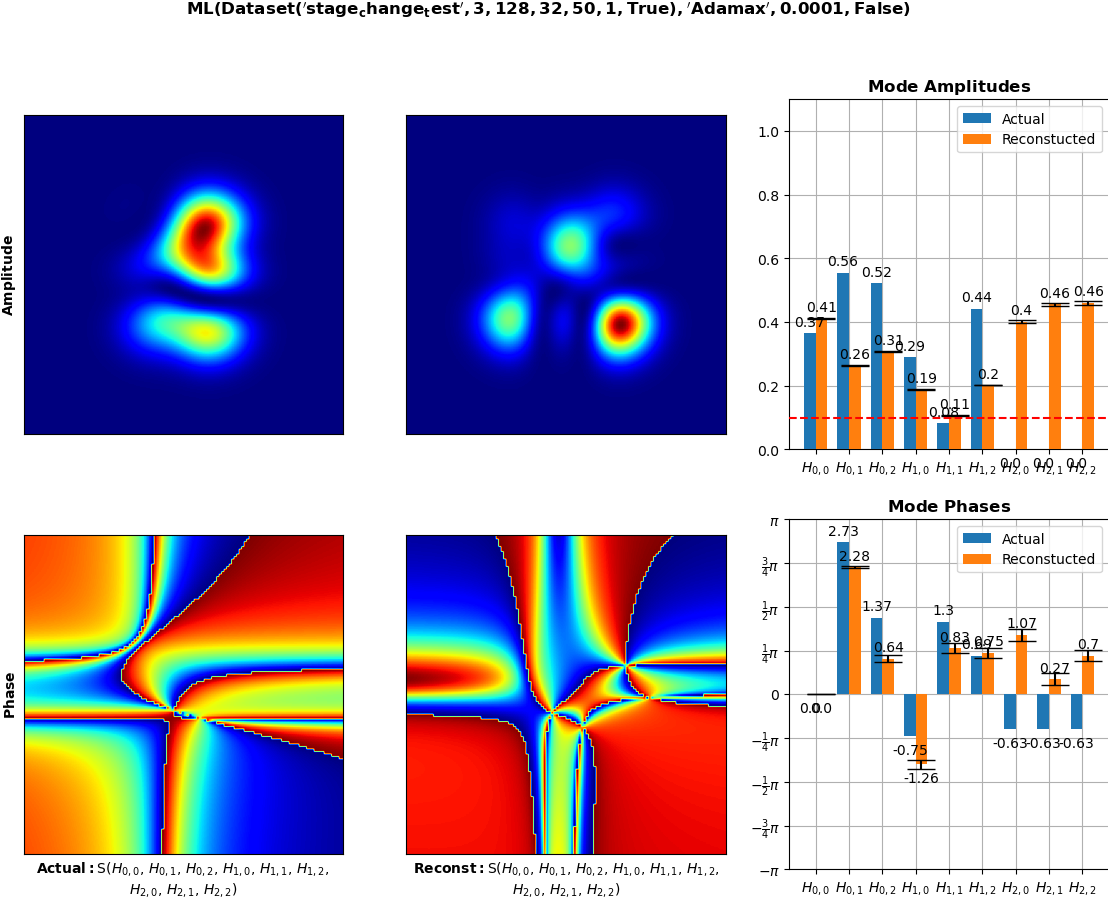 ML(Dataset('stage_change_test', 3, 128, 32, 50, 1, True), 'Adamax', 0.0001, False)
Amplitude
Mode Amplitudes
Actual
Reconstucted
1.0
0.8
0.6
0.4
0.2
0.0
0.37
0.41
0.56
0.26
0.52
0.31
0.29
0.19
0.08
0.11
0.44
0.2
0.0
0.4
0.0
0.46
0.0
0.46
H0,0 H0,1 H0,2 H1,0 H1,1 H1,2 H2,0 H2,1 H2,2
Phase
Mode Phases
Actual
Reconstucted
π
3/4π
1/2π
1/4π
0
−1/4π
−1/2π
−3/4π
−π
0.0
0.0
2.73
2.28
1.37
0.64
-0.75
-1.26
1.3
0.83
0.69
0.75
-0.63
1.07
-0.63
0.27
-0.63
0.7
H0,0 H0,1 H0,2 H1,0 H1,1 H1,2 H2,0 H2,1 H2,2
Actual: S(H0,0, H0,1, H0,2, H1,0, H1,1, H1,2,
H2,0, H2,1, H2,2)
Reconst: S(H0,0, H0,1, H0,2, H1,0, H1,1, H1,2,
H2,0, H2,1, H2,2)